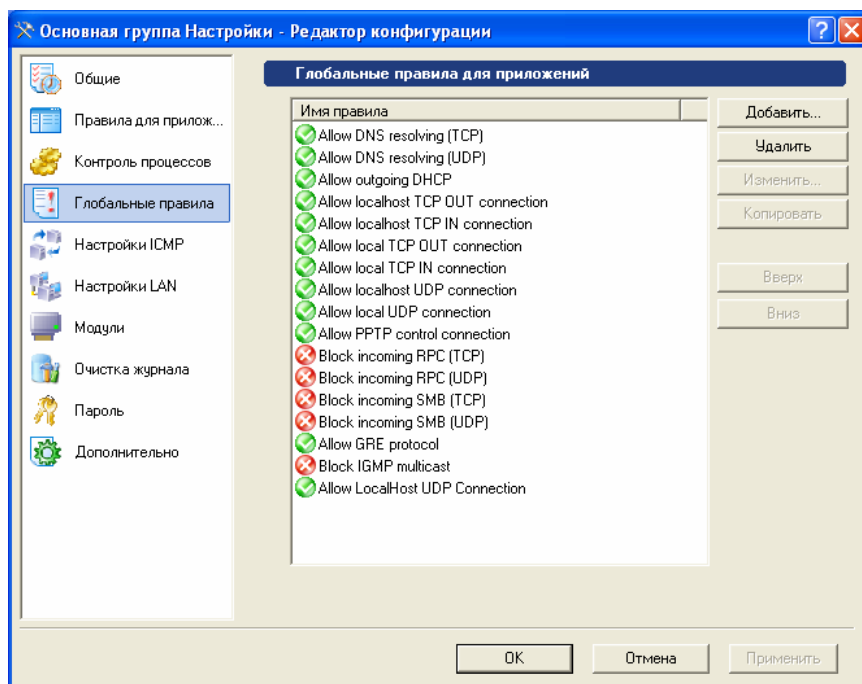 Основная группа Настройки - Редактор конфигурации
Общие
Правила для прилож...
Контроль процессов
Глобальные правила
Настройки ICMP
Настройки LAN
Модули
Очистка журнала
Пароль
Дополнительно
Глобальные правила для приложений
Имя правила
Allow DNS resolving (TCP)
Allow DNS resolving (UDP)
Allow outgoing DHCP
Allow localhost TCP OUT connection
Allow localhost TCP IN connection
Allow local TCP OUT connection
Allow local TCP IN connection
Allow localhost UDP connection
Allow local UDP connection
Allow PPTP control connection
Block incoming RPC (TCP)
Block incoming RPC (UDP)
Block incoming SMB (TCP)
Block incoming SMB (UDP)
Allow GRE protocol
Block IGMP multicast
Allow LocalHost UDP Connection
Добавить...
Удалить
Изменить...
Копировать
Вверх
Вниз
OK
Отмена
Применить